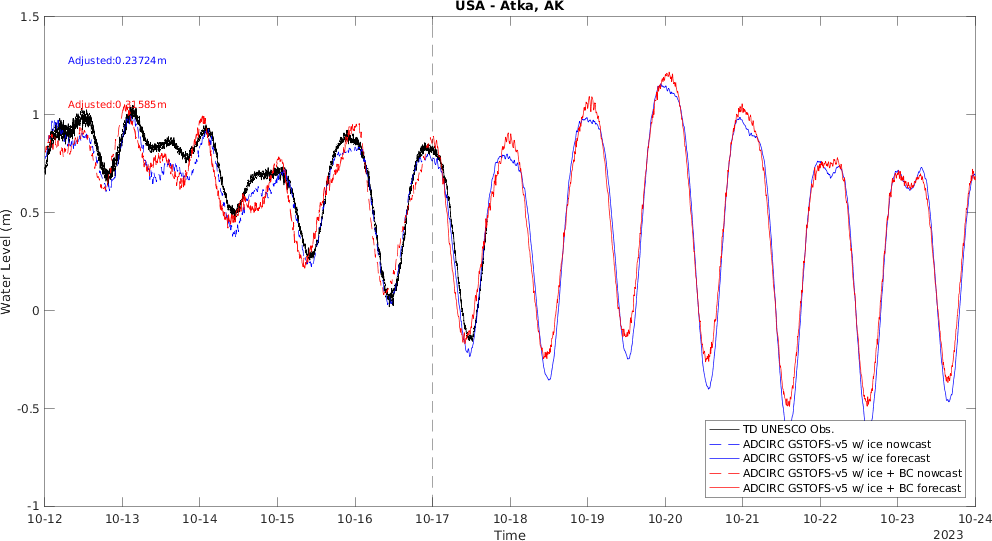 USA - Atka, AK
Adjusted:0.23724m
Adjusted:0.31585m
Water Level (m)
1.5
1
0.5
0
-0.5
-1
10-12
10-13
10-14
10-15
10-16
10-17
10-18
10-19
10-20
10-21
10-22
10-23
10-24
Time
2023
TD UNESCO Obs.
ADCIRC GSTOFS-v5 w/ ice nowcast
ADCIRC GSTOFS-v5 w/ ice forecast
ADCIRC GSTOFS-v5 w/ ice + BC nowcast
ADCIRC GSTOFS-v5 w/ ice + BC forecast